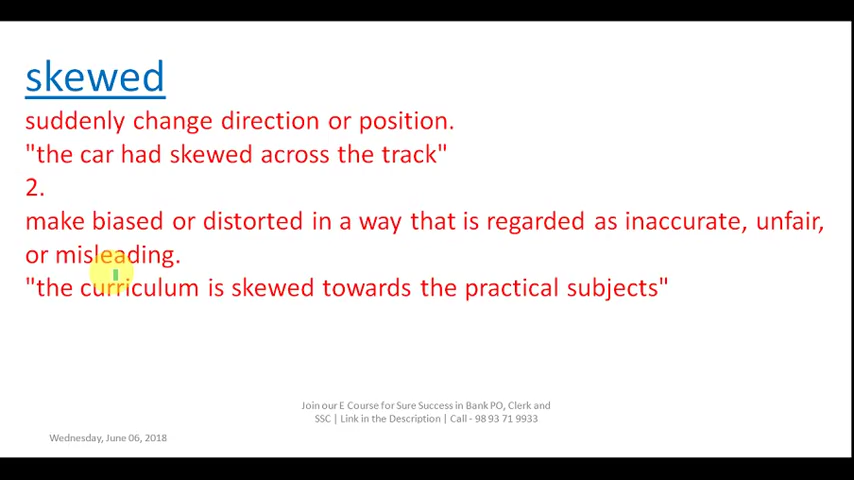 skewed
suddenly change direction or position.
"the car had skewed across the track"
2.
make biased or distorted in a way that is regarded as inaccurate, unfair,
or misleading.
"the curriculum is skewed towards the practical subjects"
Join our E Course for Sure Success in Bank PO, Clerk and
SSC | Link in the Description | Call - 98 93 71 9933
Wednesday, June 06, 2018